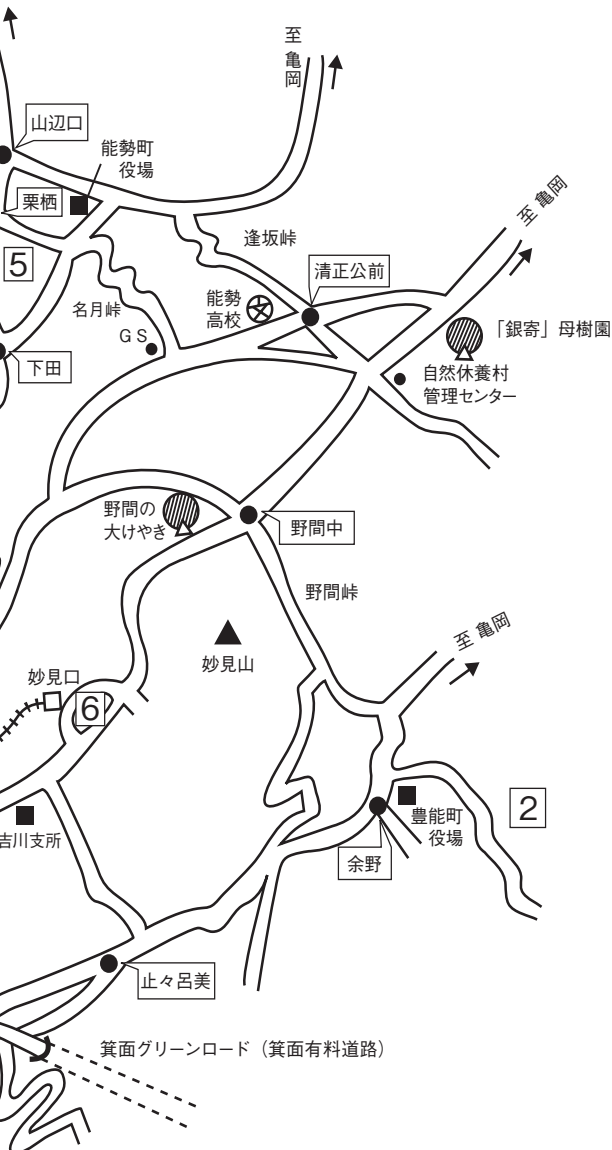 至
亀
岡
山辺口
能勢町
役場
栗栖
至 亀岡
逢坂峠
5
清正公前
能勢
高校
名月峠
GS
「銀寄」母樹園
下田
自然休養村
管理センター
野間の
大けやき
野間中
野間峠
至 亀岡
妙見山
妙見口
6
2
豊能町
役場
吉川支所
余野
止々呂美
箕面グリーンロード（箕面有料道路）